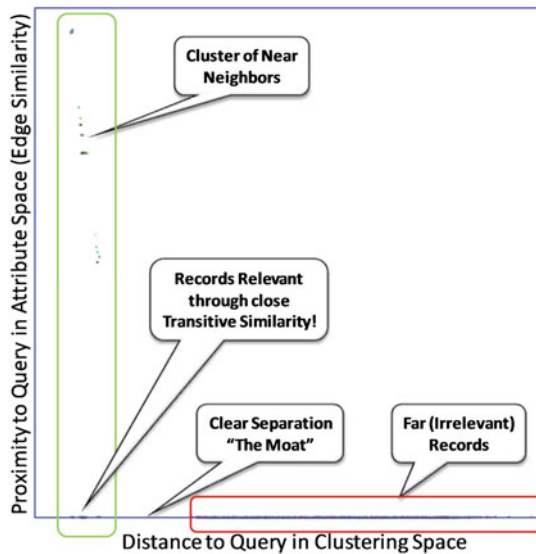 Proximity to Query in Attribute Space (Edge Similarity)
Cluster of Near
Neighbors
Records Relevant
through close
Transitive Similarity!
Clear Separation
“The Moat”
Far (Irrelevant)
Records
Distance to Query in Clustering Space